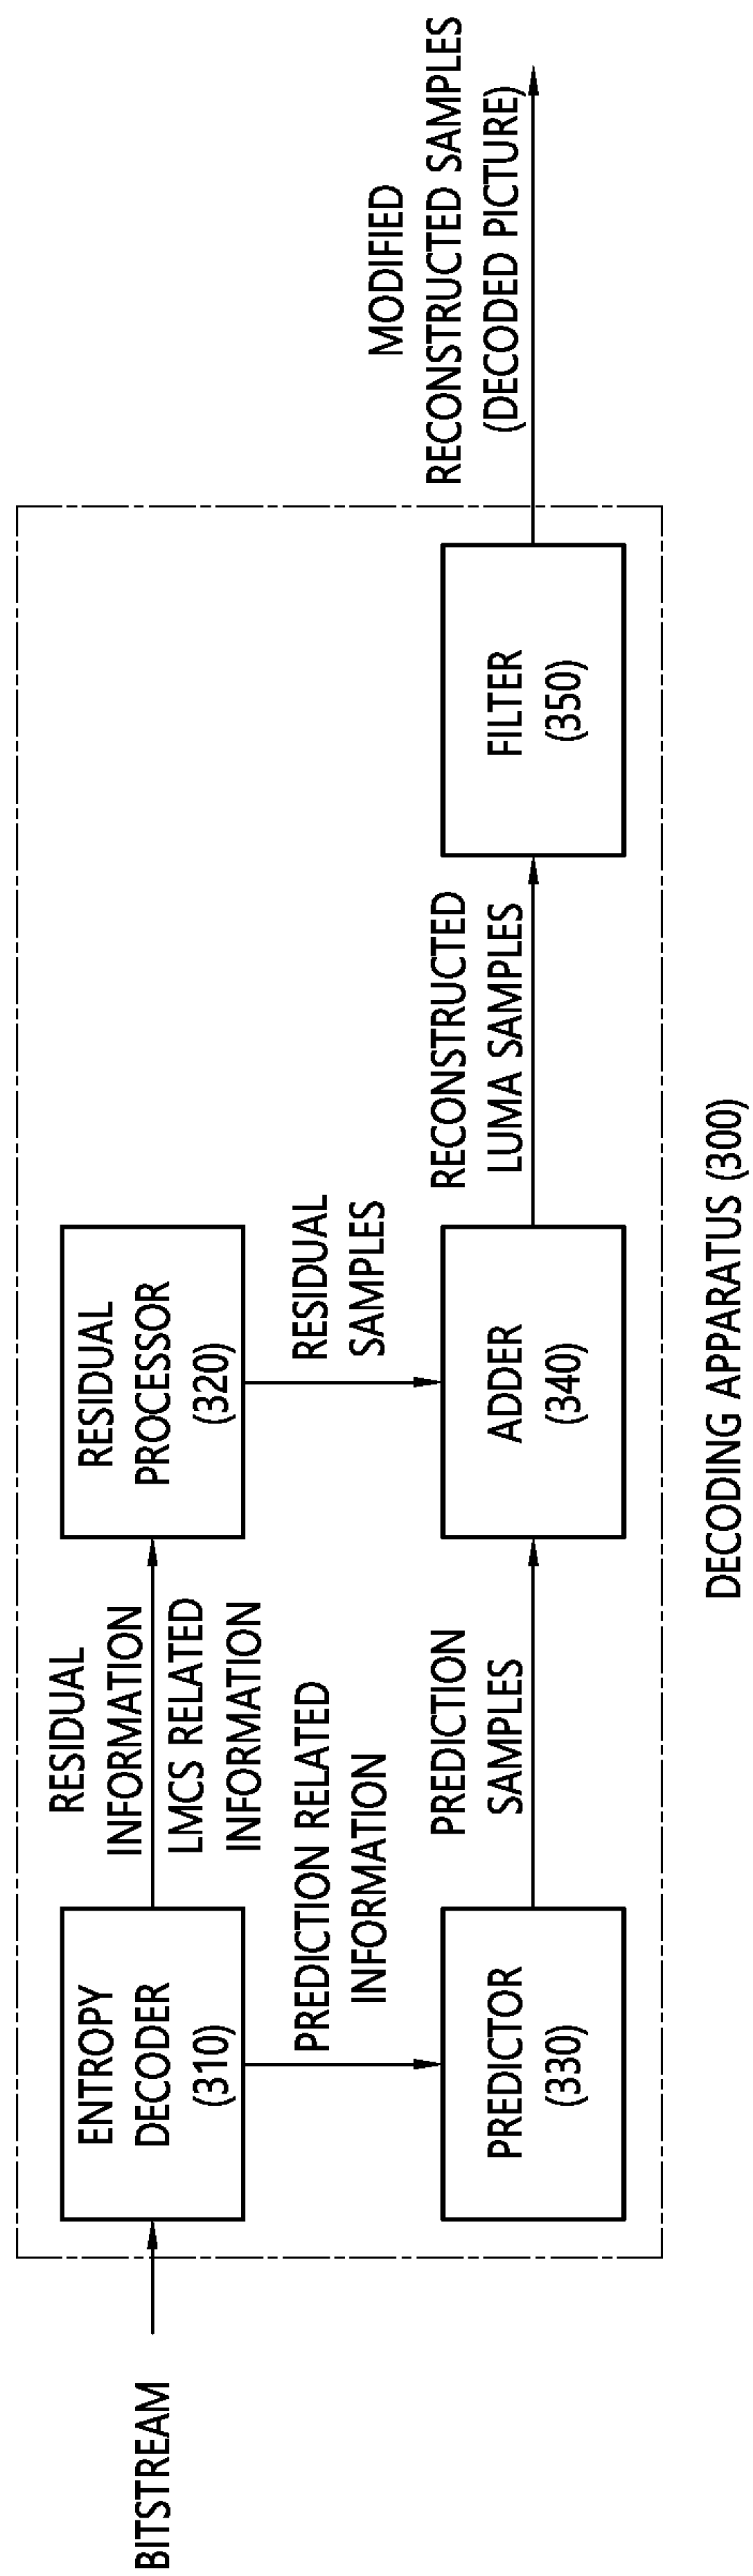 BITSTREAM
ENTROPY
DECODER
(310)
RESIDUAL
INFORMATION
LMCS RELATED
INFORMATION
RESIDUAL
PROCESSOR
(320)
PREDICTION RELATED
INFORMATION
RESIDUAL
SAMPLES
PREDICTOR
(330)
PREDICTION
SAMPLES
ADDER
(340)
RECONSTRUCTED
LUMA SAMPLES
FILTER
(350)
MODIFIED
RECONSTRUCTED SAMPLES
(DECODED PICTURE)
DECODING APPARATUS (300)